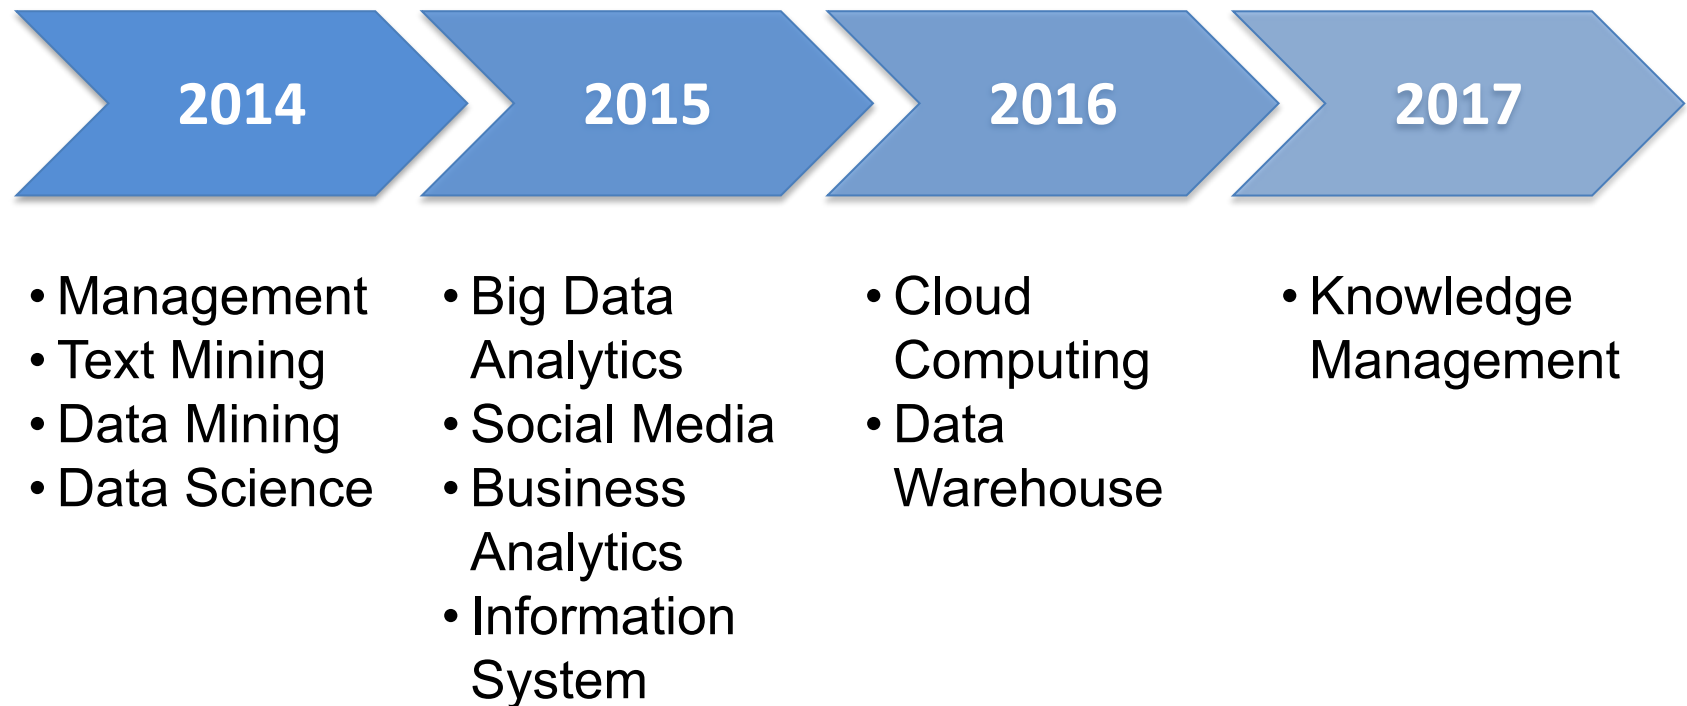 2014
2015
2016
2017
• Management
• Text Mining
• Data Mining
• Data Science
• Big Data
Analytics
• Social Media
• Business
Analytics
• Information
System
• Cloud
Computing
• Data
Warehouse
• Knowledge
Management